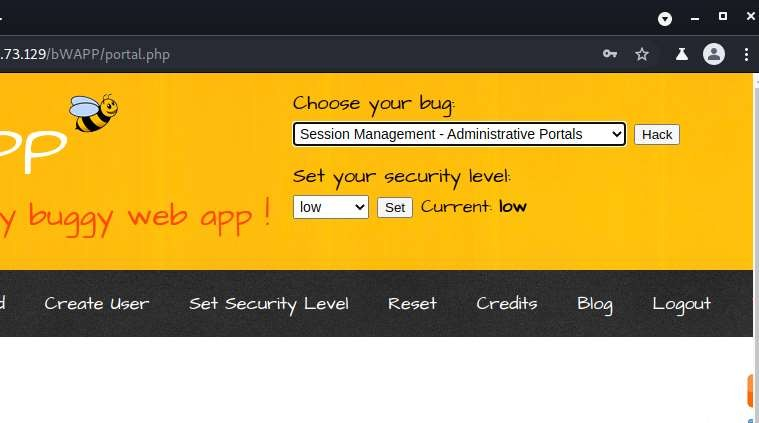 .73.129/bWAPP/portal.php
Choose your bug:
Session Management - Administrative Portals Hack
Set your security level:
low Set Current: low
pp
y buggy web app !
d Create User Set Security Level Reset Credits Blog Logout